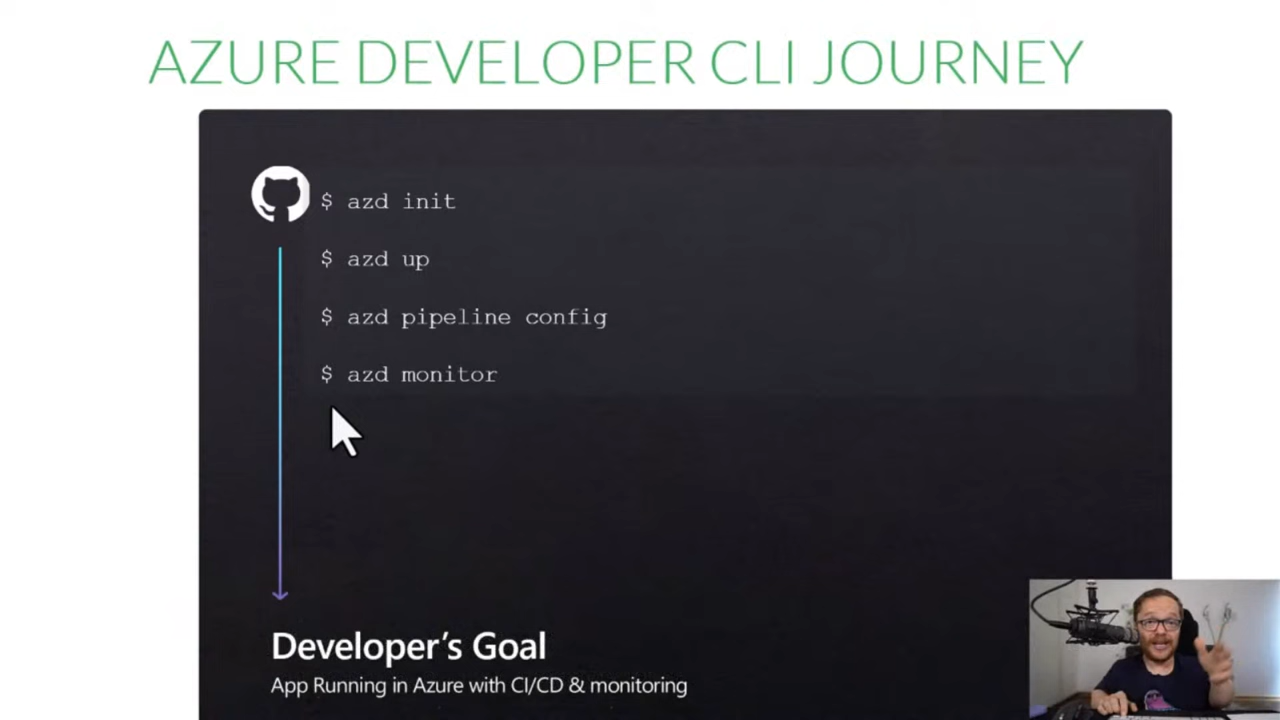 AZURE DEVELOPER CLI JOURNEY
$ azd init
$ azd up
$ azd pipeline config
$ azd monitor
Developer's Goal
App Running in Azure with CI/CD & monitoring